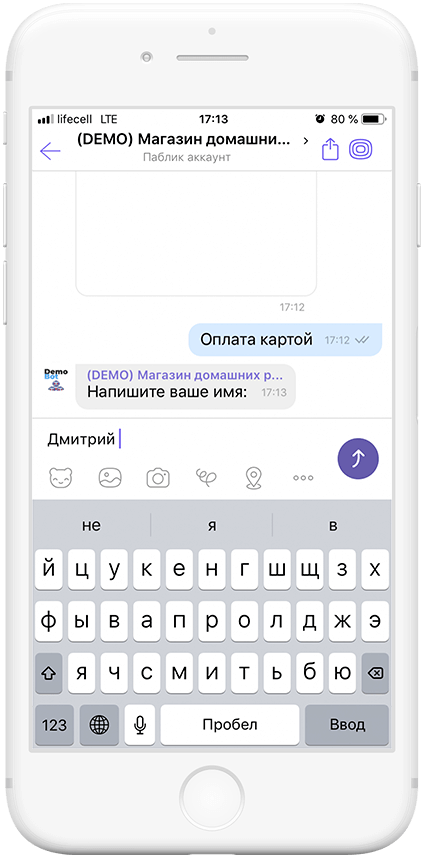 lifecell LTE 17:13 80 %
(DEMO) Магазин домашни...
Паблик аккаунт
17:12
Оплата картой 17:12
Demo
Bot
(DEMO) Магазин домашних р...
Напишите ваше имя: 17:13
Дмитрий
не я в
й ц у к е н г ш щ з х
ф ы в а п р о л д ж э
я ч с м и т ь б ю
123 Пробел Ввод